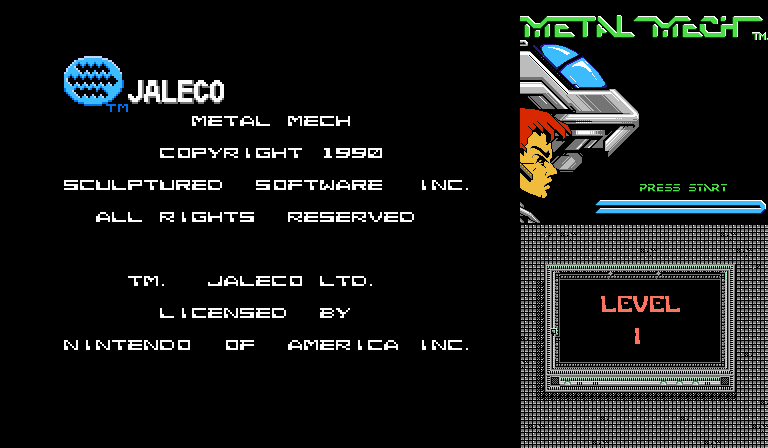 JALECO
TM
METAL MECH
COPYRIGHT 1990
SCULPTURED SOFTWARE INC.
ALL RIGHTS RESERVED
TM. JALECO LTD.
LICENSED BY
NINTENDO OF AMERICA INC.
METAL MECH
TM.
PRESS START
LEVEL
1